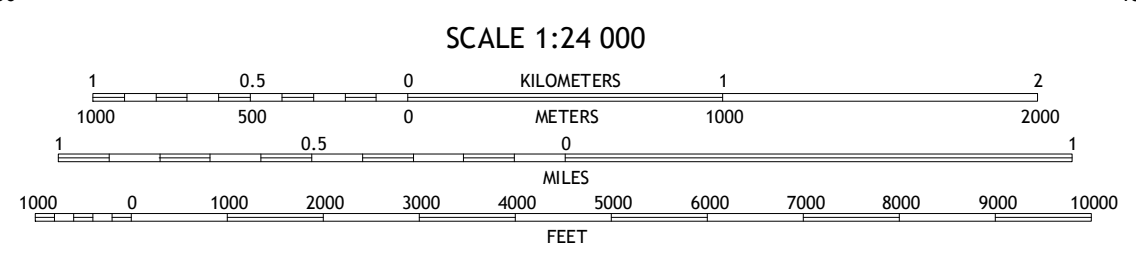 SCALE 1:24 000
1 0.5 0 KILOMETERS 1 2
1000 500 0 METERS 1000 2000
1 0.5 0 1
MILES
1000 0 1000 2000 3000 4000 5000 6000 7000 8000 9000 10000
FEET